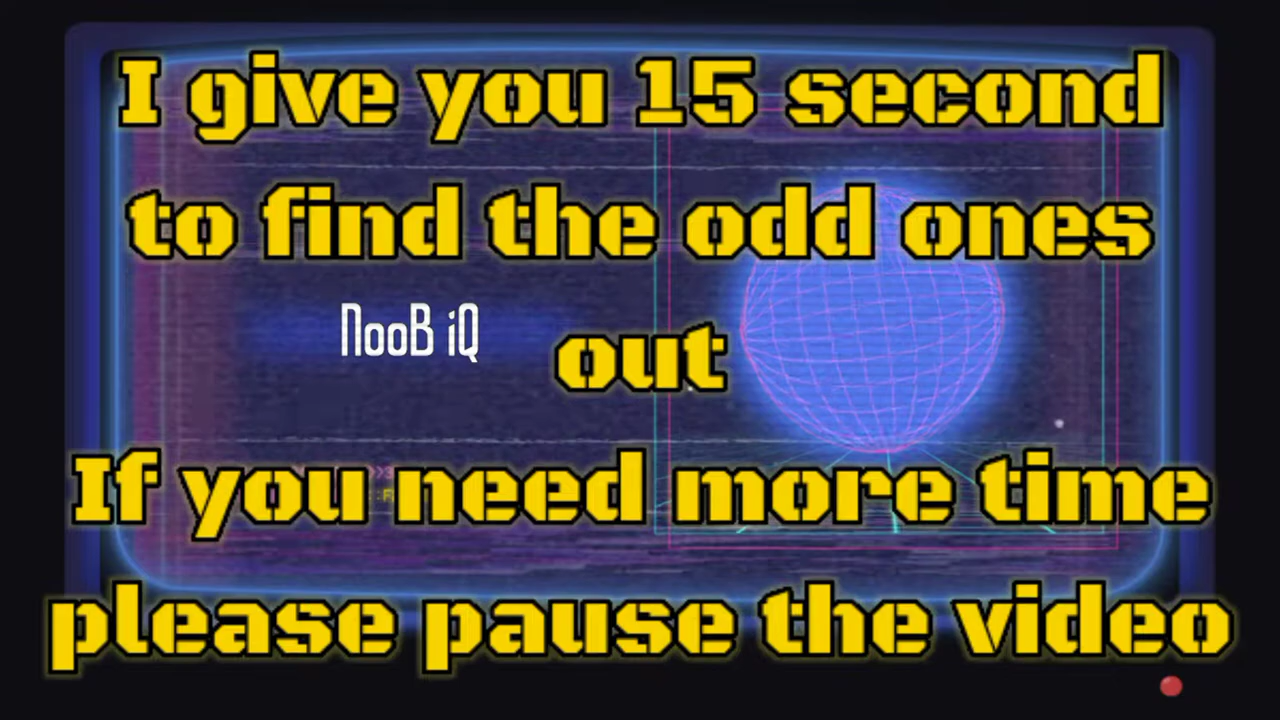 I give you 15 second
to find the odd ones
NooB iQ
out
If you need more time
please pause the video